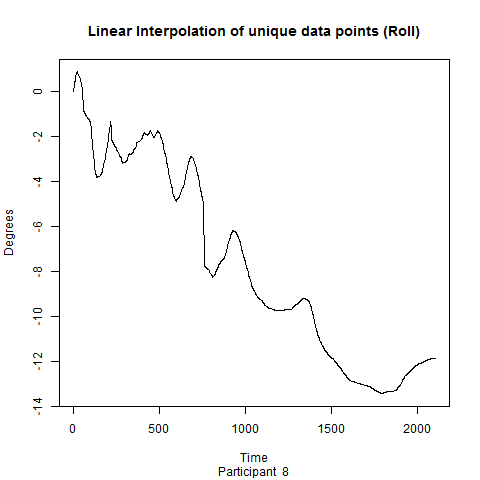 Linear Interpolation of unique data points (Roll)
Degrees
0
-2
-4
-6
-8
-10
-12
-14
0 500 1000 1500 2000
Time
Participant 8